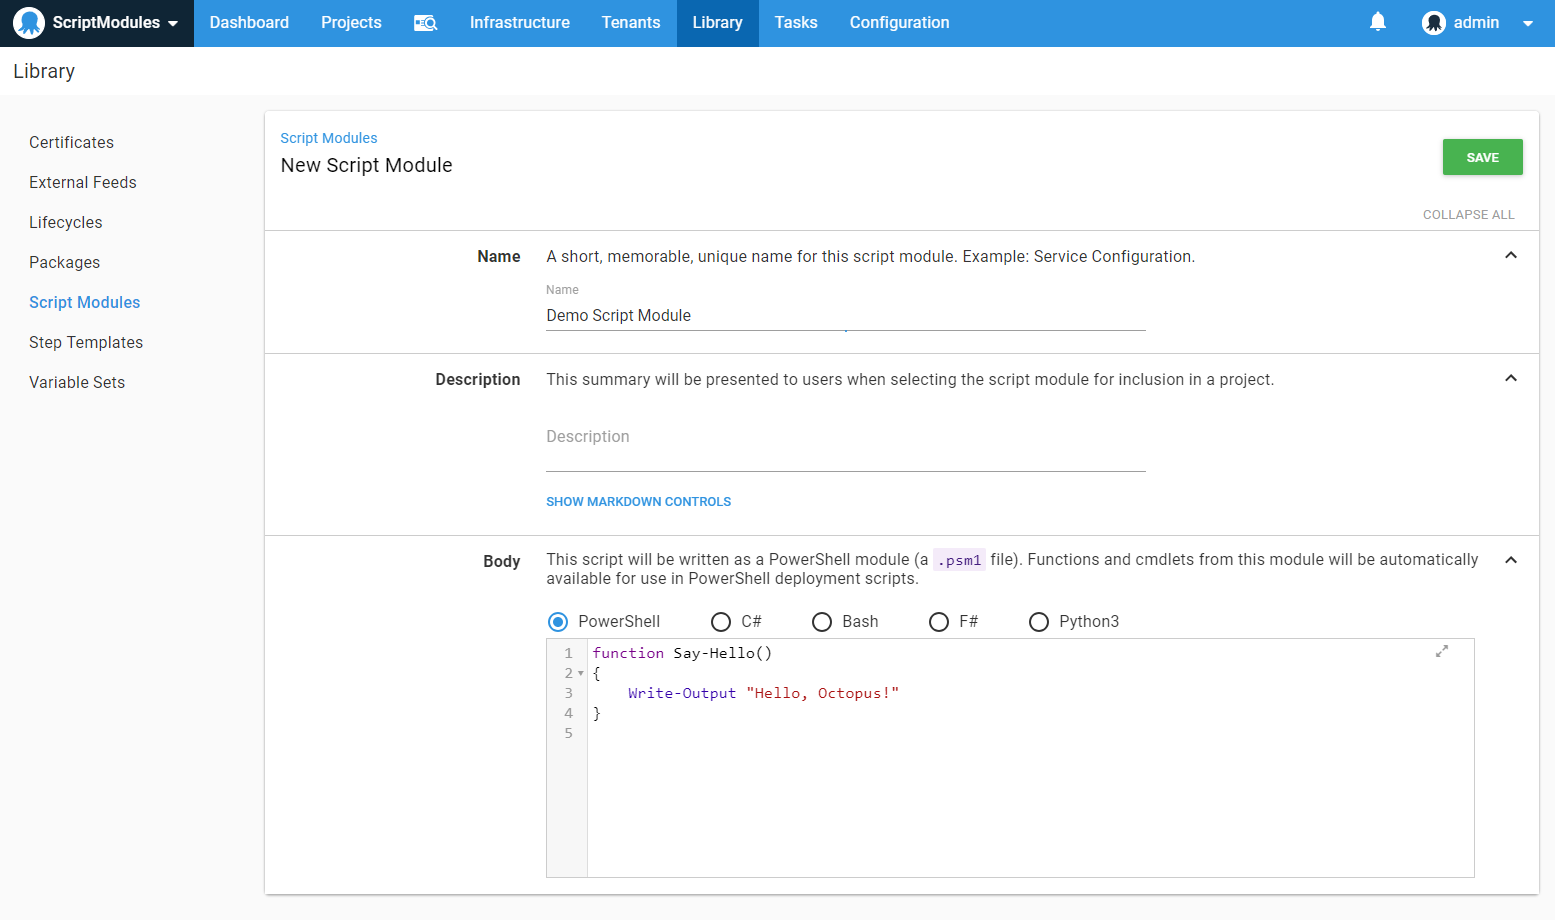 ScriptModules
Dashboard
Projects
Infrastructure
Tenants
Library
Tasks
Configuration
admin
Library
Certificates
External Feeds
Lifecycles
Packages
Script Modules
Step Templates
Variable Sets
Script Modules
New Script Module
SAVE
COLLAPSE ALL
Name
A short, memorable, unique name for this script module. Example: Service Configuration.
Name
Demo Script Module
Description
This summary will be presented to users when selecting the script module for inclusion in a project.
Description
SHOW MARKDOWN CONTROLS
Body
This script will be written as a PowerShell module (a .psm1 file). Functions and cmdlets from this module will be automatically
available for use in PowerShell deployment scripts.
PowerShell
C#
Bash
F#
Python3
1 function Say-Hello()
2 {
3     Write-Output "Hello, Octopus!"
4 }
5